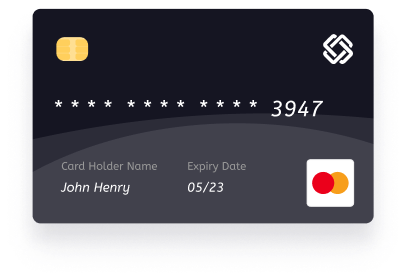 * * * * * * * * * * * * 3947
Card Holder Name Expiry Date
John Henry 05/23